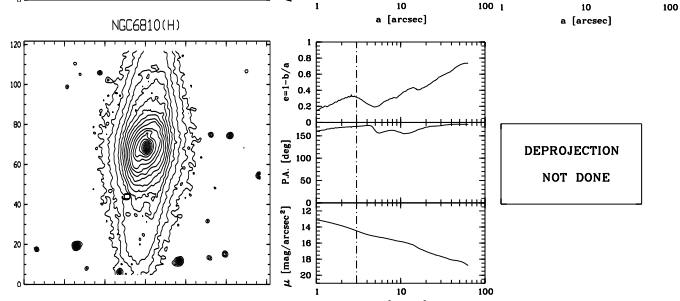 1 10 100
a [arcsec]
1 10 100
a [arcsec]
NGC6810(H)
120
100
80
60
40
20
0
e=1-b/a
1
0.8
0.6
0.4
0.2
0
P.A. [deg]
150
100
50
0
μ [mag/arcsec²]
12
14
16
18
20
1 10 100
DEPROJECTION
NOT DONE